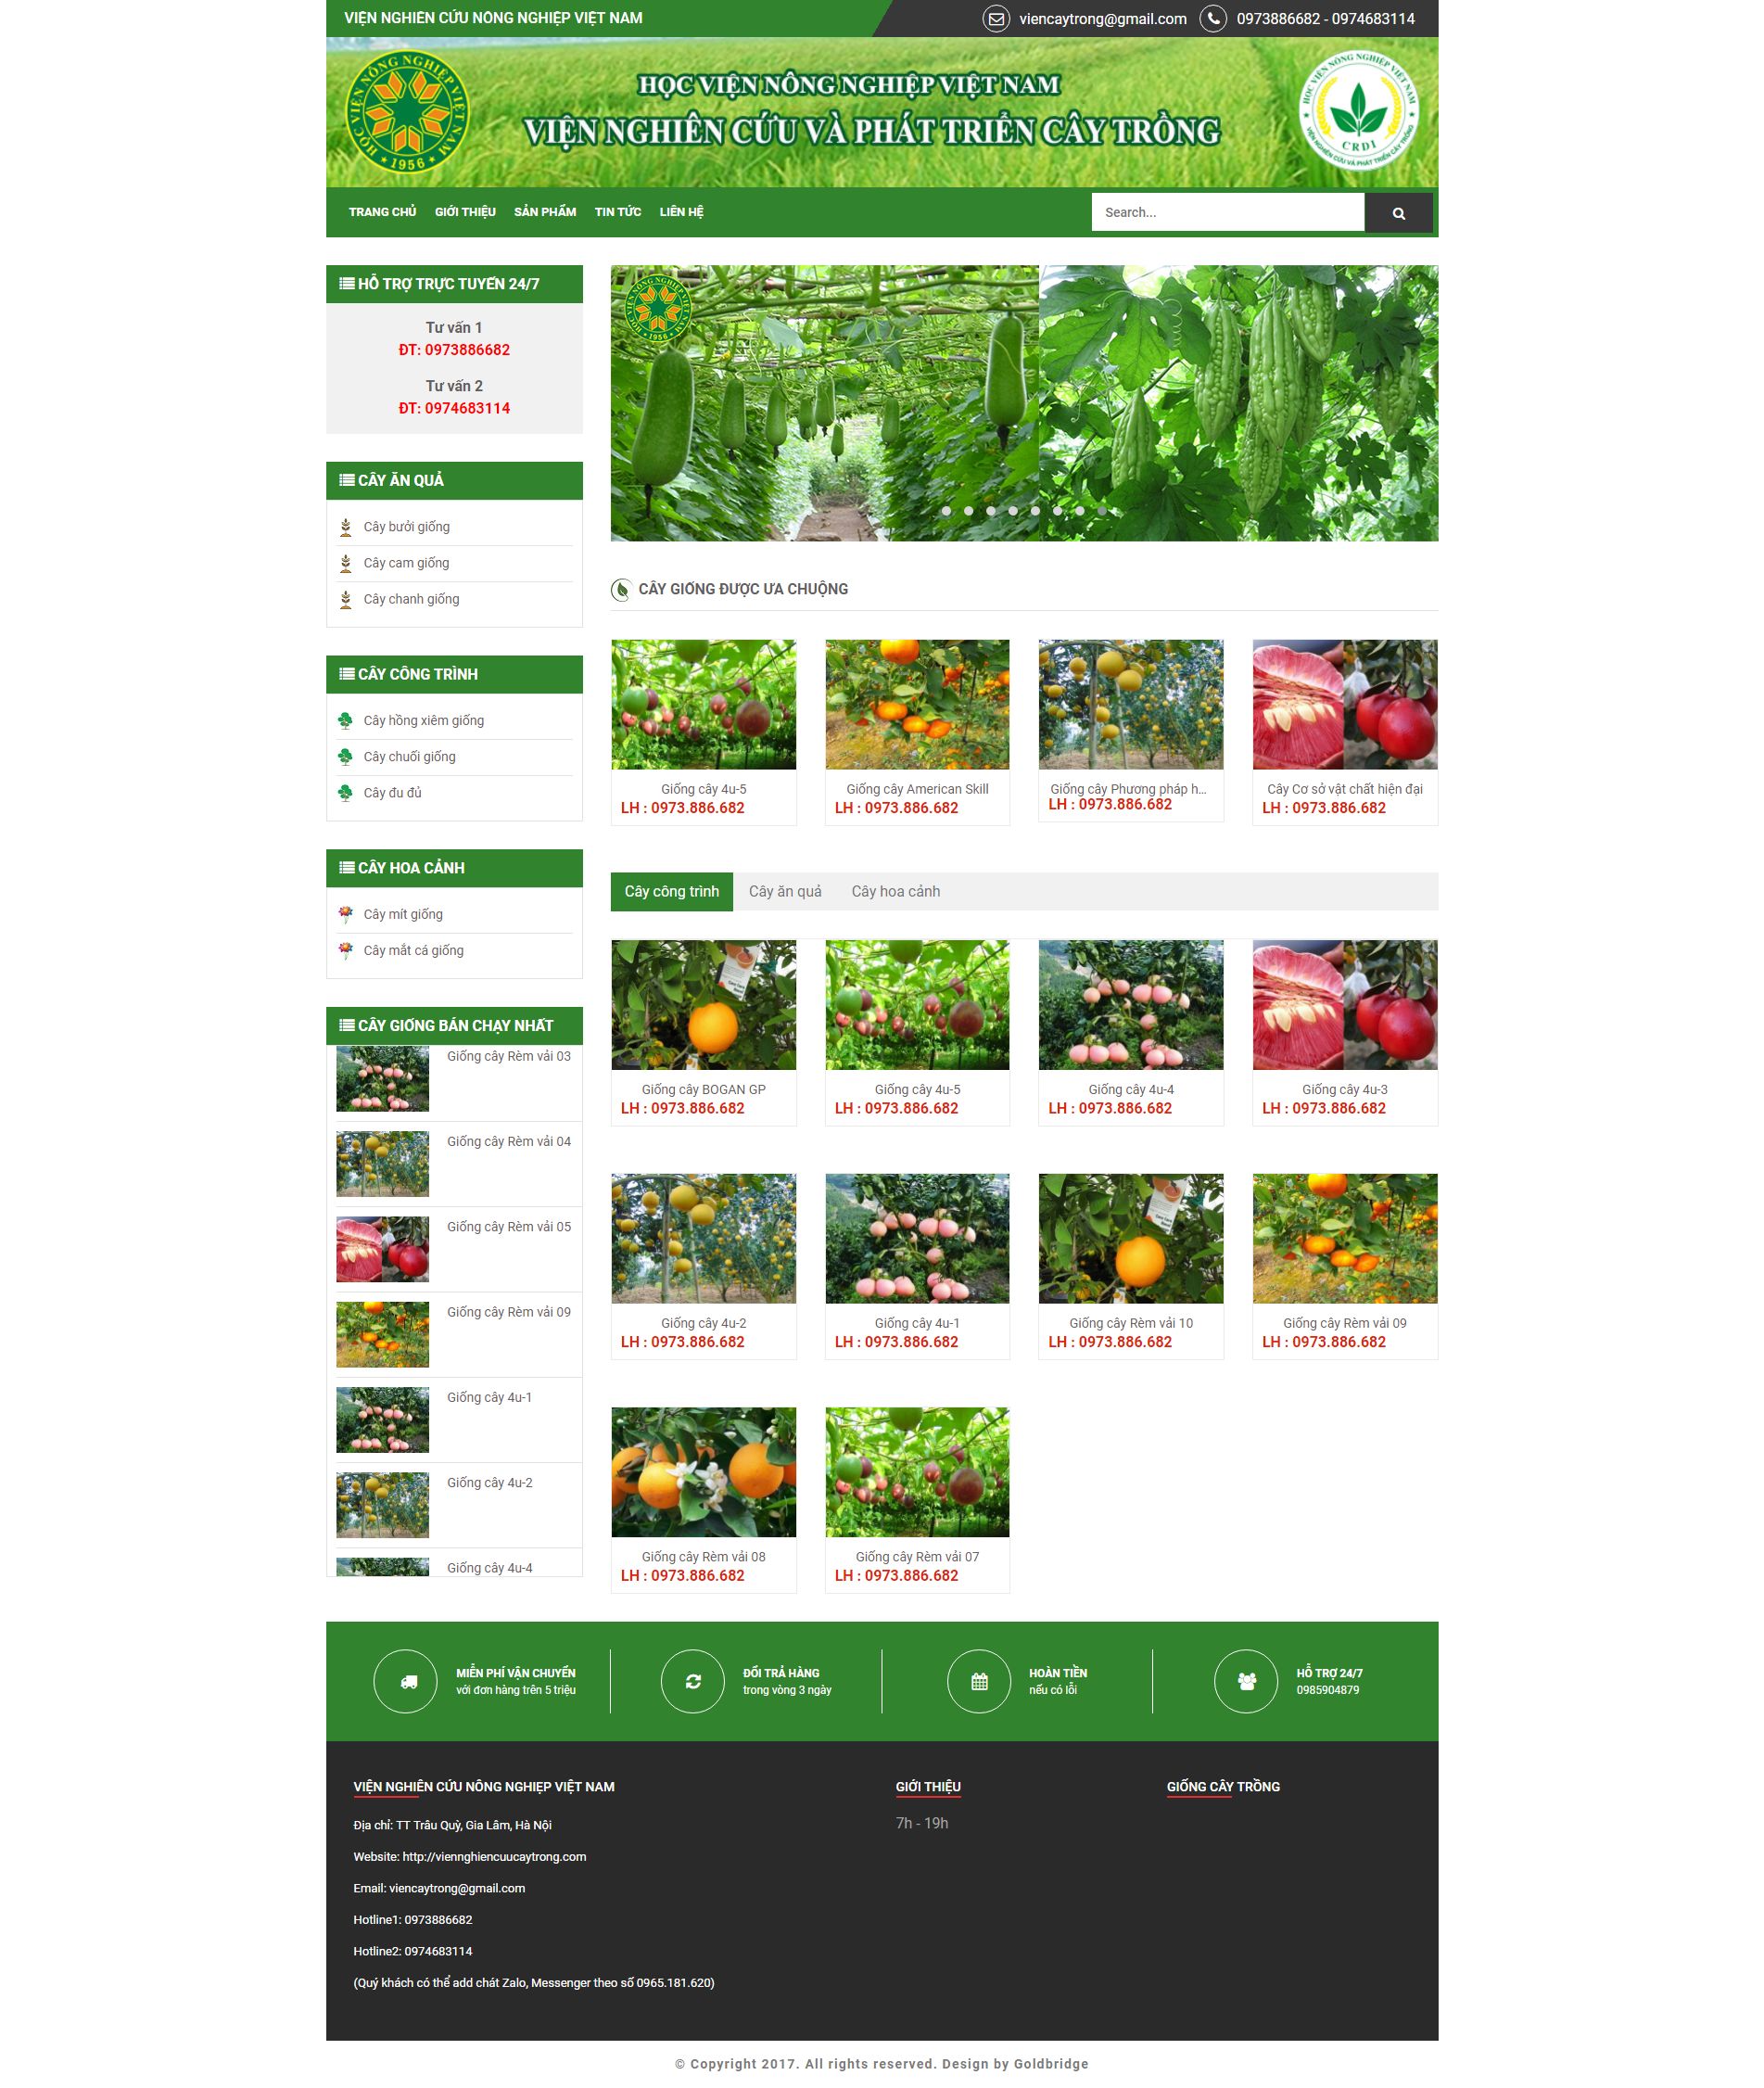 VIỆN NGHIÊN CỨU NÔNG NGHIỆP VIỆT NAM
viencaytrong@gmail.com
0973886682 - 0974683114
HỌC VIỆN NÔNG NGHIỆP VIỆT NAM
1956
HỌC VIỆN NÔNG NGHIỆP VIỆT NAM
VIỆN NGHIÊN CỨU VÀ PHÁT TRIỂN CÂY TRỒNG
HỌC VIỆN NÔNG NGHIỆP VIỆT NAM
CRDI
VIỆN NGHIÊN CỨU VÀ PHÁT TRIỂN CÂY TRỒNG
TRANG CHỦ
GIỚI THIỆU
SẢN PHẨM
TIN TỨC
LIÊN HỆ
Search...
HỖ TRỢ TRỰC TUYẾN 24/7
Tư vấn 1
ĐT: 0973886682
Tư vấn 2
ĐT: 0974683114
CÂY ĂN QUẢ
Cây bưởi giống
Cây cam giống
Cây chanh giống
CÂY CÔNG TRÌNH
Cây hồng xiêm giống
Cây chuối giống
Cây đu đủ
CÂY HOA CẢNH
Cây mít giống
Cây mắt cá giống
CÂY GIỐNG BÁN CHẠY NHẤT
Giống cây Rèm vải 03
Giống cây Rèm vải 04
Giống cây Rèm vải 05
Giống cây Rèm vải 09
Giống cây 4u-1
Giống cây 4u-2
Giống cây 4u-4
HỌC VIỆN NÔNG NGHIỆP VIỆT NAM
1956
CÂY GIỐNG ĐƯỢC ƯA CHUỘNG
Giống cây 4u-5
LH : 0973.886.682
Giống cây American Skill
LH : 0973.886.682
Giống cây Phương pháp h...
LH : 0973.886.682
Cây Cơ sở vật chất hiện đại
LH : 0973.886.682
Cây công trình
Cây ăn quả
Cây hoa cảnh
Giống cây BOGAN GP
LH : 0973.886.682
Giống cây 4u-5
LH : 0973.886.682
Giống cây 4u-4
LH : 0973.886.682
Giống cây 4u-3
LH : 0973.886.682
Giống cây 4u-2
LH : 0973.886.682
Giống cây 4u-1
LH : 0973.886.682
Giống cây Rèm vải 10
LH : 0973.886.682
Giống cây Rèm vải 09
LH : 0973.886.682
Giống cây Rèm vải 08
LH : 0973.886.682
Giống cây Rèm vải 07
LH : 0973.886.682
MIỄN PHÍ VẬN CHUYỂN
với đơn hàng trên 5 triệu
ĐỔI TRẢ HÀNG
trong vòng 3 ngày
HOÀN TIỀN
nếu có lỗi
HỖ TRỢ 24/7
0985904879
VIỆN NGHIÊN CỨU NÔNG NGHIỆP VIỆT NAM
Địa chỉ: TT Trâu Quỳ, Gia Lâm, Hà Nội
Website: http://viennghiencuucaytrong.com
Email: viencaytrong@gmail.com
Hotline1: 0973886682
Hotline2: 0974683114
(Quý khách có thể add chát Zalo, Messenger theo số 0965.181.620)
GIỚI THIỆU
7h - 19h
GIỐNG CÂY TRỒNG
© Copyright 2017. All rights reserved. Design by Goldbridge